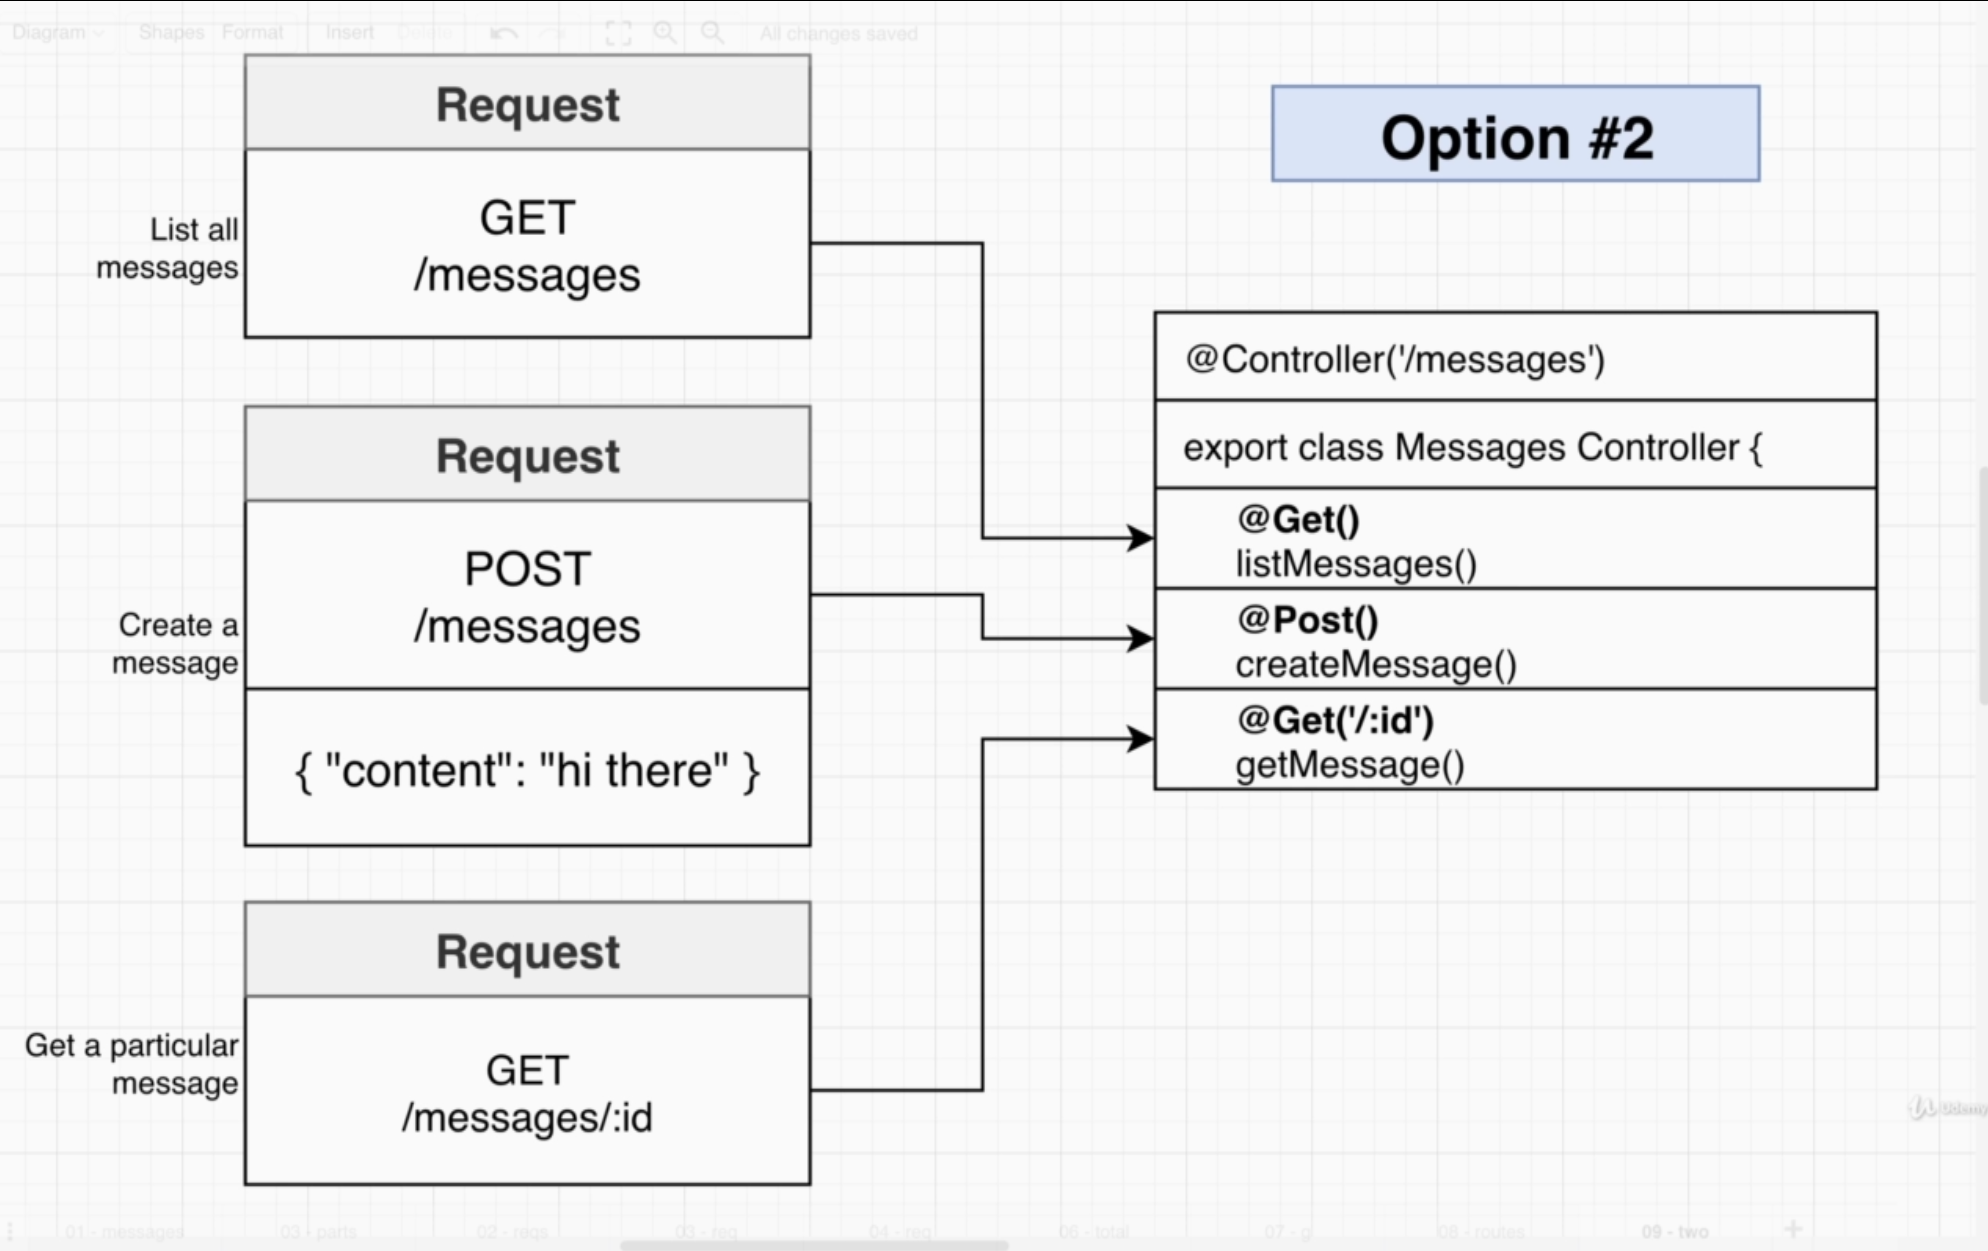 Diagram Shapes Format Insert Delete All changes saved
Request
GET
/messages
List all
messages
Request
POST
/messages
Create a
message
{ "content": "hi there" }
Request
GET
/messages/:id
Get a particular
message
Option #2
@Controller('/messages')
export class Messages Controller {
@Get()
listMessages()
@Post()
createMessage()
@Get('/:id')
getMessage()
Udemy
01 - messages 03 - parts 02 - reqs 03 - req 04 - req 06 - total 07 - g 08 - routes 09 - two